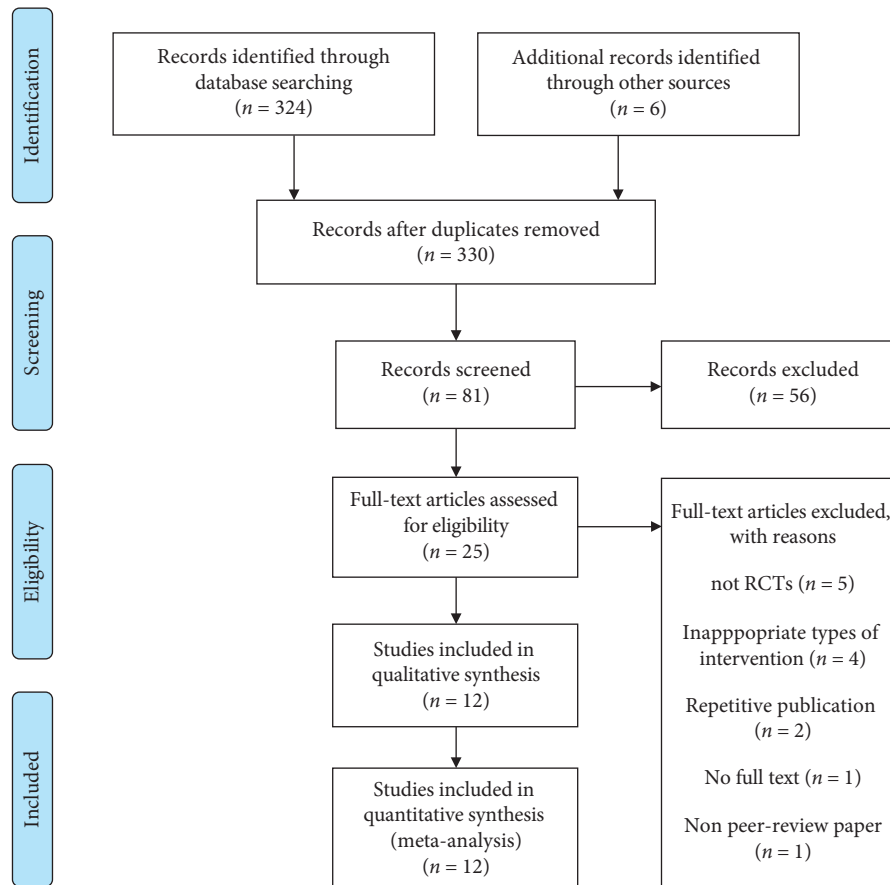 Identification
Records identified through
database searching
(n = 324)
Additional records identified
through other sources
(n = 6)
Records after duplicates removed
(n = 330)
Screening
Records screened
(n = 81)
Records excluded
(n = 56)
Eligibility
Full-text articles assessed
for eligibility
(n = 25)
Full-text articles excluded,
with reasons
not RCTs (n = 5)
Inapppopriate types of
intervention (n = 4)
Repetitive publication
(n = 2)
No full text (n = 1)
Non peer-review paper
(n = 1)
Studies included in
qualitative synthesis
(n = 12)
Included
Studies included in
quantitative synthesis
(meta-analysis)
(n = 12)